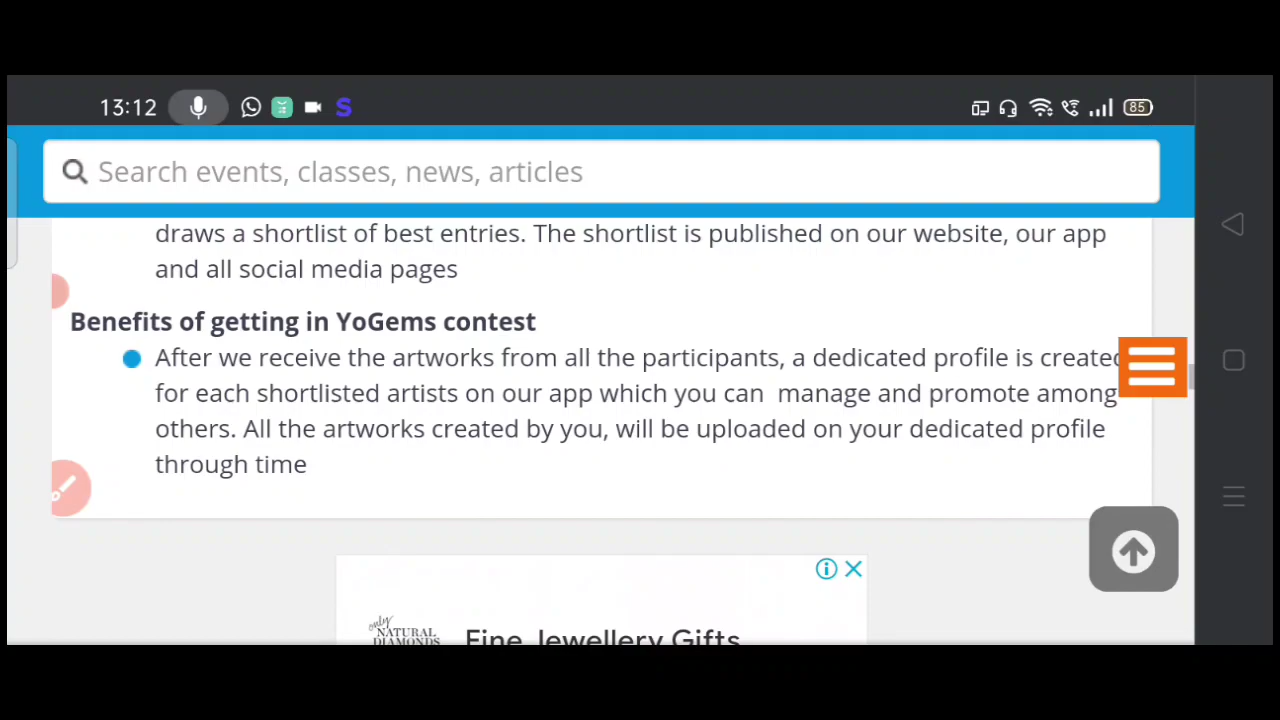 13:12
S
85
Search events, classes, news, articles
draws a shortlist of best entries. The shortlist is published on our website, our app
and all social media pages
Benefits of getting in YoGems contest
After we receive the artworks from all the participants, a dedicated profile is created
for each shortlisted artists on our app which you can manage and promote among
others. All the artworks created by you, will be uploaded on your dedicated profile
through time
only
NATURAL
DIAMONDS
Fine Jewellery Gifts